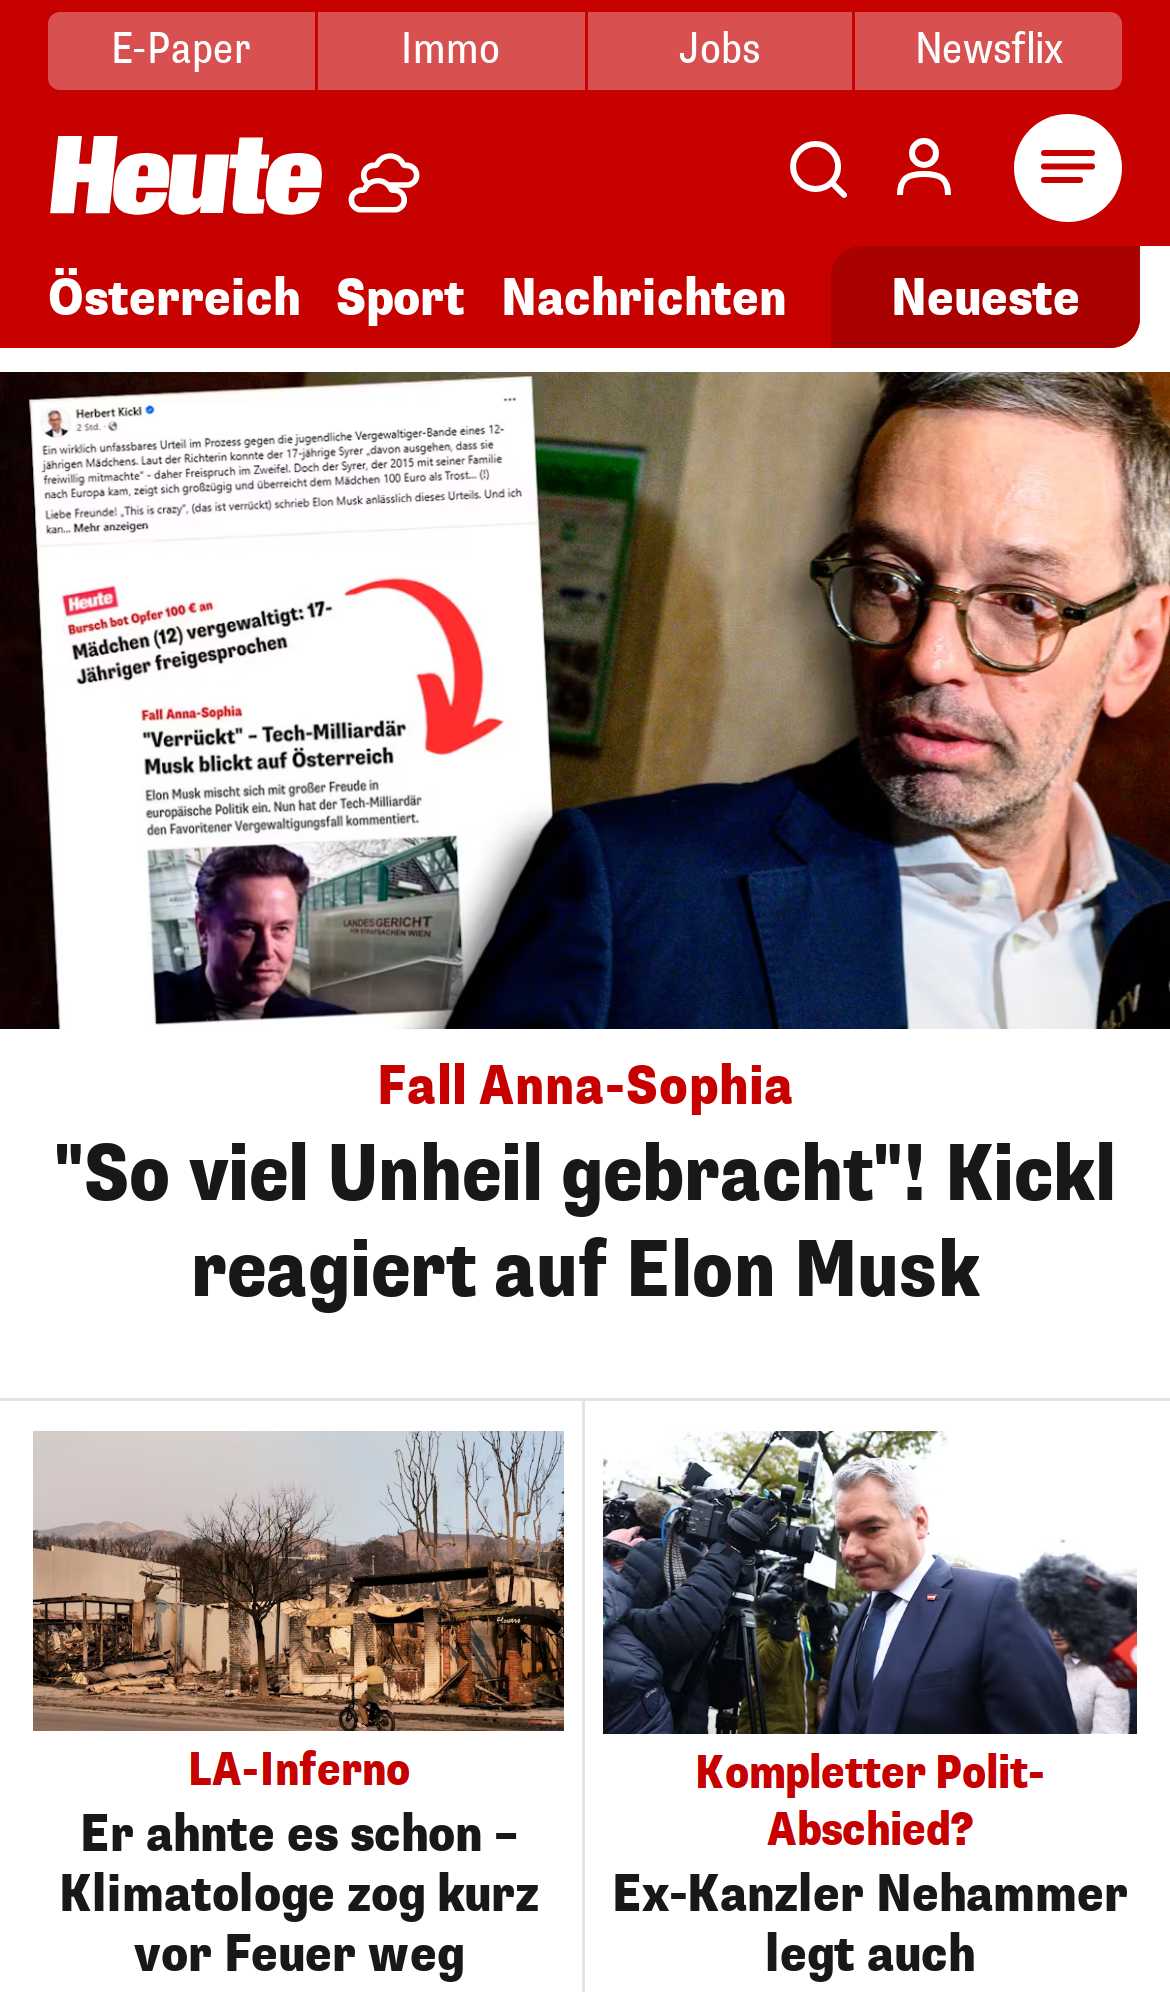 E-Paper
Immo
Jobs
Newsflix
Heute
Österreich
Sport
Nachrichten
Neueste
Herbert Kickl
2 Std. ·
Ein wirklich unfassbares Urteil im Prozess gegen die jugendliche Vergewaltiger-Bande eines 12-
jährigen Mädchens. Laut der Richterin konnte der 17-jährige Syrer „davon ausgehen, dass sie
freiwillig mitmachte“ - daher Freispruch im Zweifel. Doch der Syrer, der 2015 mit seiner Familie
nach Europa kam, zeigt sich großzügig und überreicht dem Mädchen 100 Euro als Trost... (!)
Liebe Freunde! „This is crazy“, (das ist verrückt) schrieb Elon Musk anlässlich dieses Urteils. Und ich
kan... Mehr anzeigen
Heute
Bursch bot Opfer 100 € an
Mädchen (12) vergewaltigt: 17-
Jähriger freigesprochen
Fall Anna-Sophia
"Verrückt" – Tech-Milliardär
Musk blickt auf Österreich
Elon Musk mischt sich mit großer Freude in
europäische Politik ein. Nun hat der Tech-Milliardär
den Favoritener Vergewaltigungsfall kommentiert.
LANDESGERICHT
FÜR STRAFSACHEN WIEN
.TV
Fall Anna-Sophia
"So viel Unheil gebracht"! Kickl
reagiert auf Elon Musk
Flowers
LA-Inferno
Er ahnte es schon –
Klimatologe zog kurz
vor Feuer weg
Kompletter Polit-
Abschied?
Ex-Kanzler Nehammer
legt auch